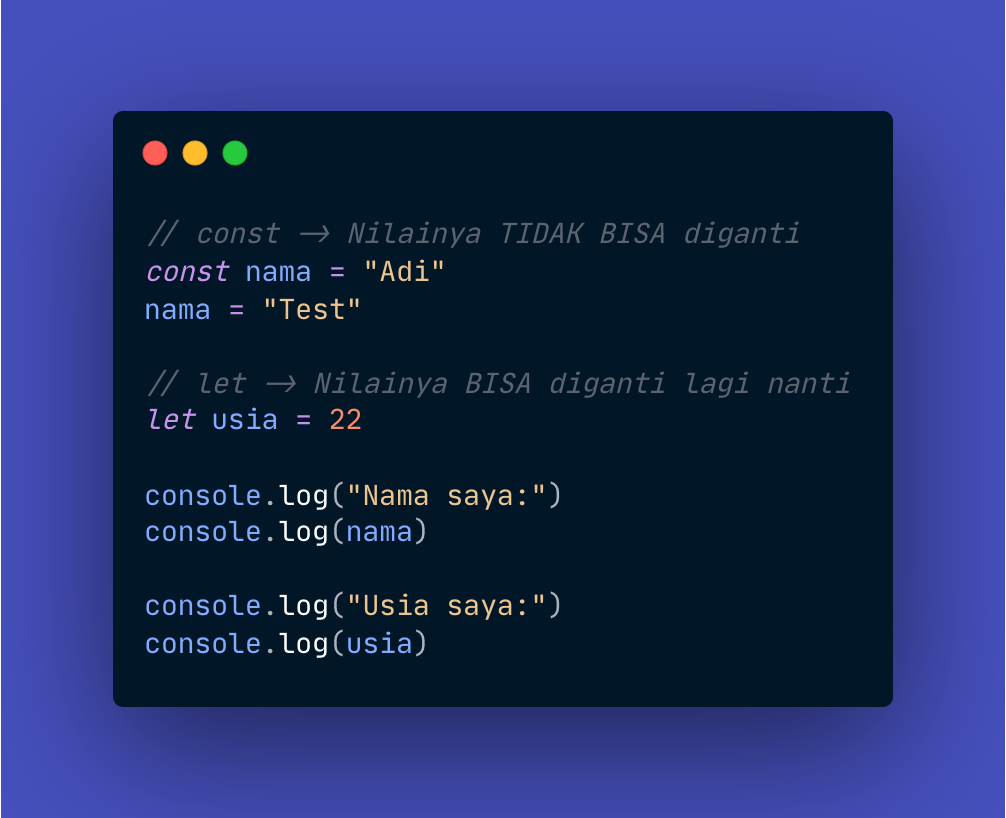 // const -> Nilainya TIDAK BISA diganti
const nama = "Adi"
nama = "Test"
// let -> Nilainya BISA diganti lagi nanti
let usia = 22
console.log("Nama saya:")
console.log(nama)
console.log("Usia saya:")
console.log(usia)